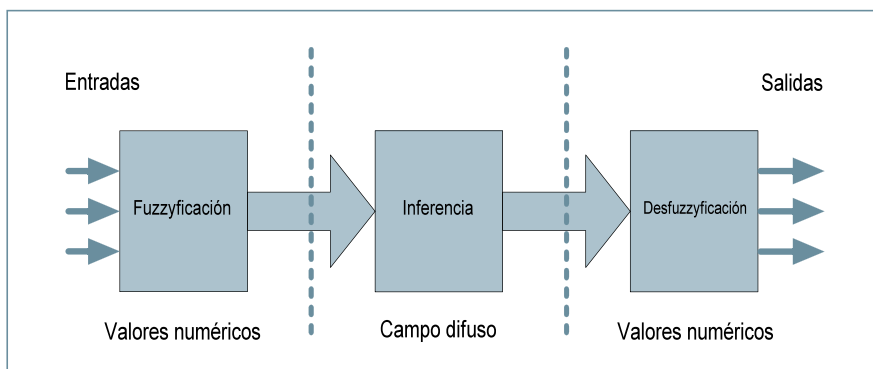 Entradas
Salidas
Fuzzyficación
Inferencia
Desfuzzyficación
Valores numéricos
Campo difuso
Valores numéricos